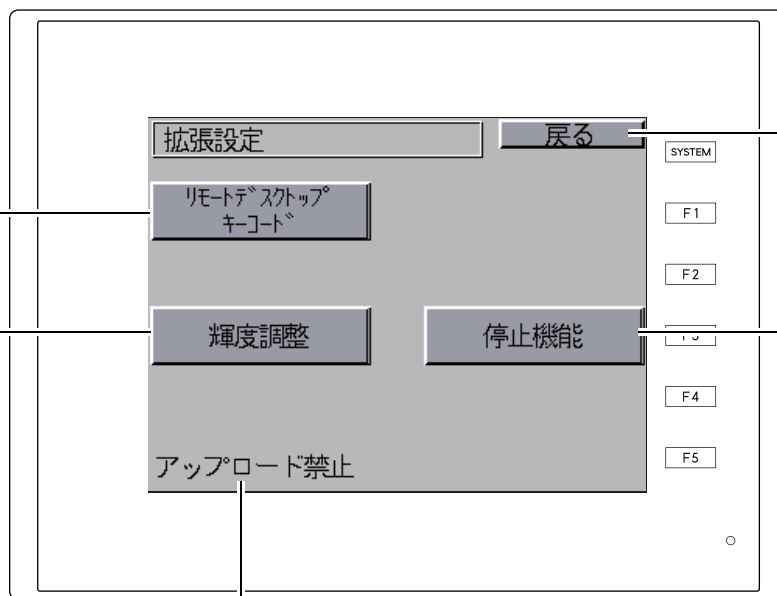 拡張設定
戻る
SYSTEM
リモートデスクトップ
キーコード
F1
F2
輝度調整
停止機能
F4
アップロード禁止
F5